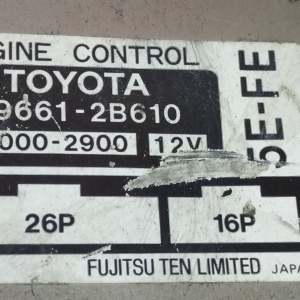 GINE CONTROL
TOYOTA
9661-2B610
000-2900 12V
5E-FE
26P
16P
FUJITSU TEN LIMITED JAPA